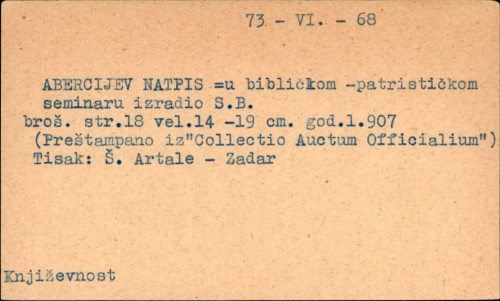 73 - VI. - 68
ABERCIJEV NATPIS =u bibličkom -patrističkom
seminaru izradio S.B.
broš. str.18 vel.14 -19 cm. god.1.907
(Preštampano iz"Collectio Auctum Officialium")
Tisak: Š. Artale - Zadar
Književnost